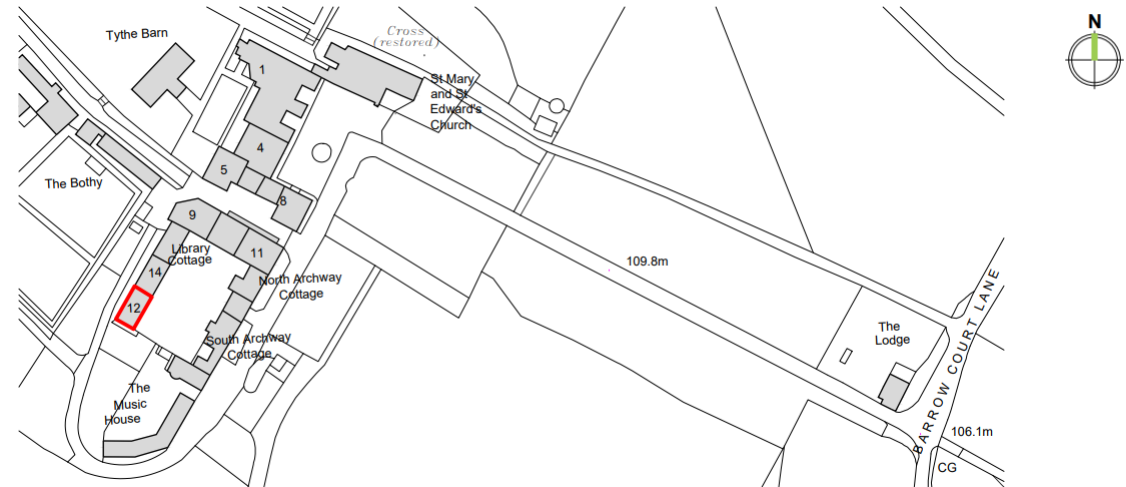 N
Tythe Barn
Cross
(restored)
1
St Mary
and St
Edward's
Church
4
5
The Bothy
8
9
Library
Cottage
11
14
North Archway
Cottage
109.8m
12
South Archway
Cottage
The
Lodge
BARROW COURT LANE
The
Music
House
106.1m
CG